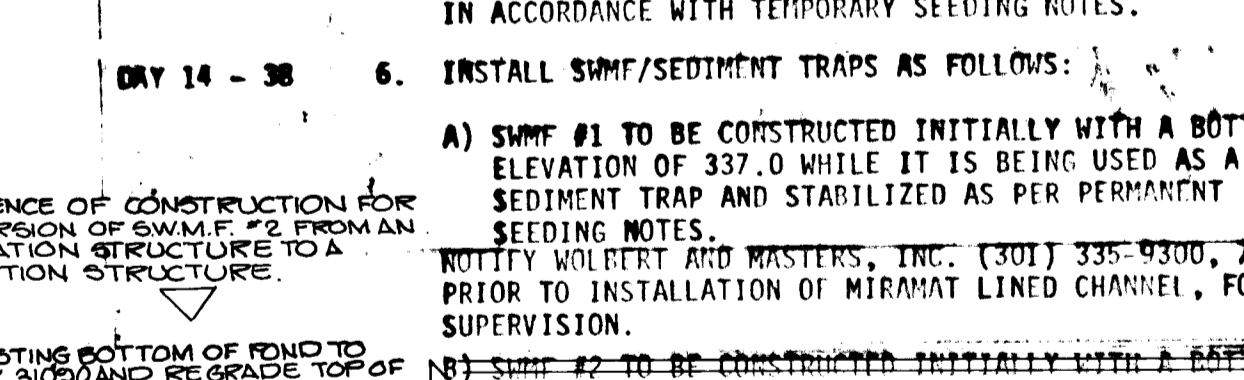 IN ACCORDANCE WITH TEMPORARY SEEDING NOTES.
DAY 14 - 38 6. INSTALL SWMF/SEDIMENT TRAPS AS FOLLOWS:
A) SWMF #1 TO BE CONSTRUCTED INITIALLY WITH A BOTT
ELEVATION OF 337.0 WHILE IT IS BEING USED AS A
SEDIMENT TRAP AND STABILIZED AS PER PERMANENT
SEEDING NOTES.
NOTIFY WOLBERT AND MASTERS, INC. (301) 335-9300,
PRIOR TO INSTALLATION OF MIRAMAT LINED CHANNEL, FO
SUPERVISION.
B) SWMF #2 TO BE CONSTRUCTED INITIALLY WITH A BOTT
ENCE OF CONSTRUCTION FOR
RSION OF S.W.M.F. #2 FROM AN
ATION STRUCTURE TO A
TION STRUCTURE.
STING BOTTOM OF POND TO
AND REGRADE TOP OF